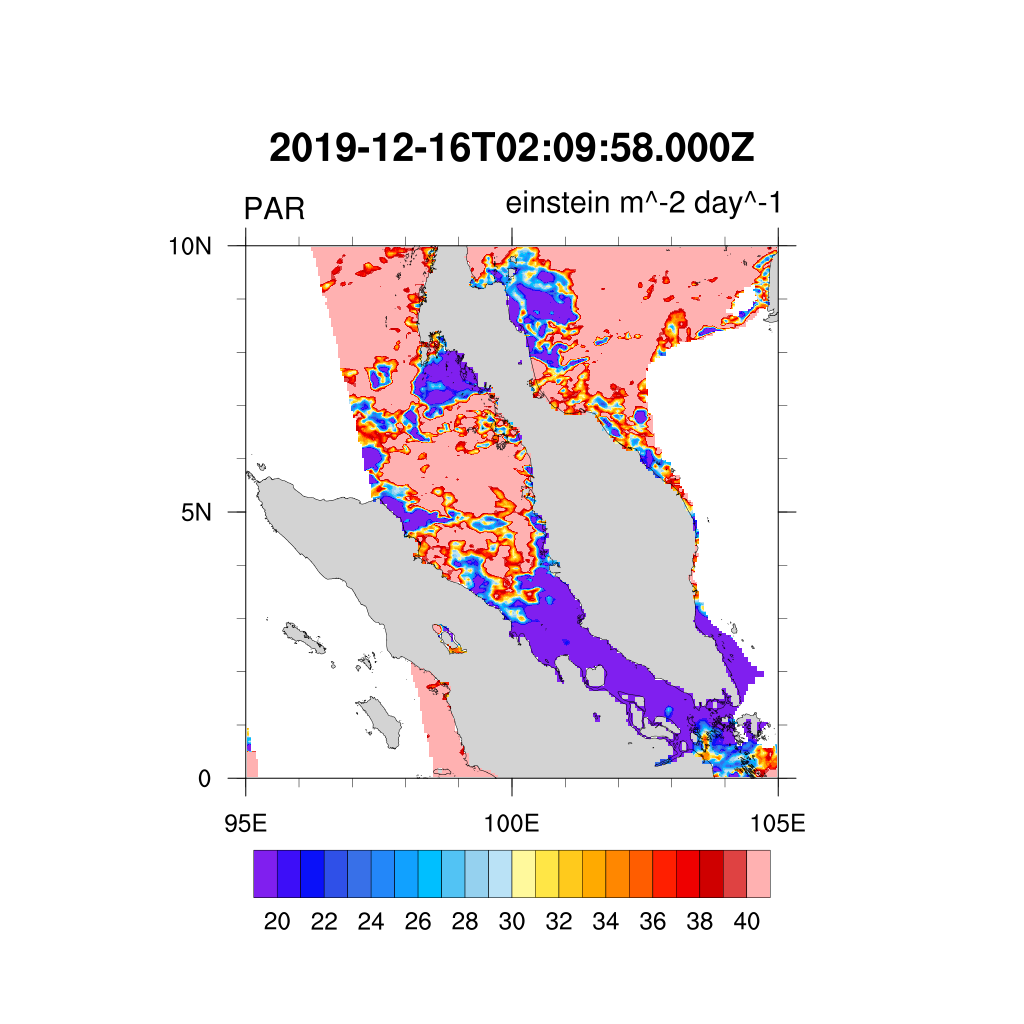 2019-12-16T02:09:58.000Z
PAR einstein m^-2 day^-1
10N
5N
0
95E 100E 105E
20 22 24 26 28 30 32 34 36 38 40